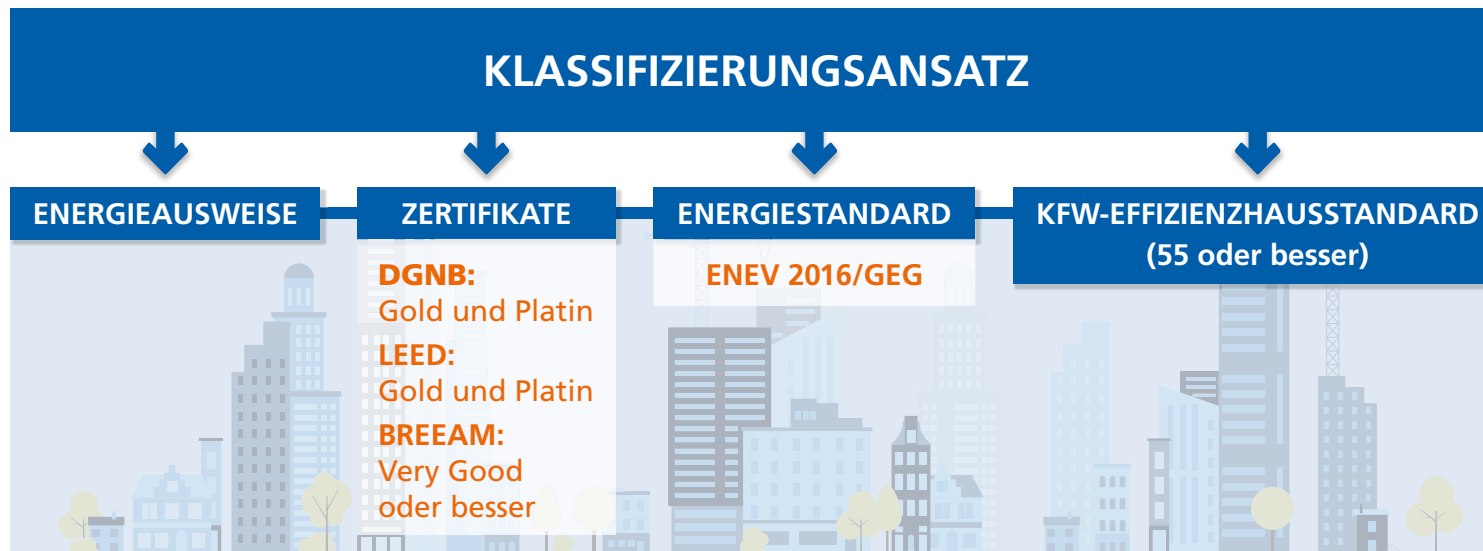 KLASSIFIZIERUNGSANSATZ
ENERGIEAUSWEISE
ZERTIFIKATE
DGNB:
Gold und Platin
LEED:
Gold und Platin
BREEAM:
Very Good
oder besser
ENERGIESTANDARD
ENEV 2016/GEG
KFW-EFFIZIENZHAUSSTANDARD
(55 oder besser)